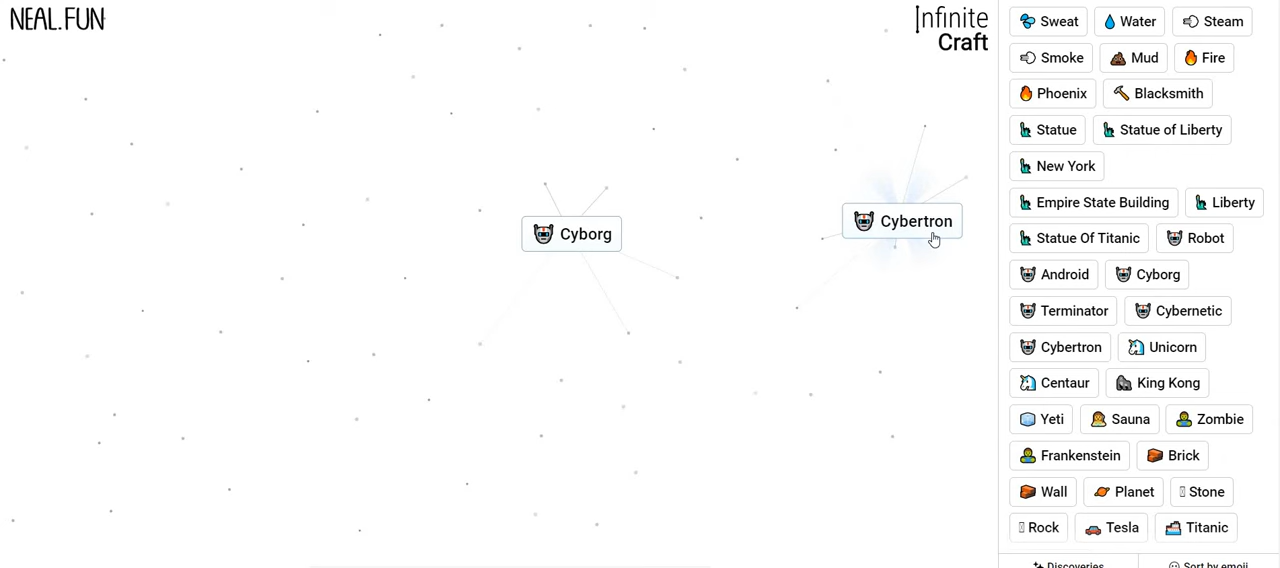 NEAL.FUN
Infinite
Craft
Cyborg
Cybertron
Sweat Water Steam
Smoke Mud Fire
Phoenix Blacksmith
Statue Statue of Liberty
New York
Empire State Building Liberty
Statue Of Titanic Robot
Android Cyborg
Terminator Cybernetic
Cybertron Unicorn
Centaur King Kong
Yeti Sauna Zombie
Frankenstein Brick
Wall Planet Stone
Rock Tesla Titanic
Discoveries Sort by emoji